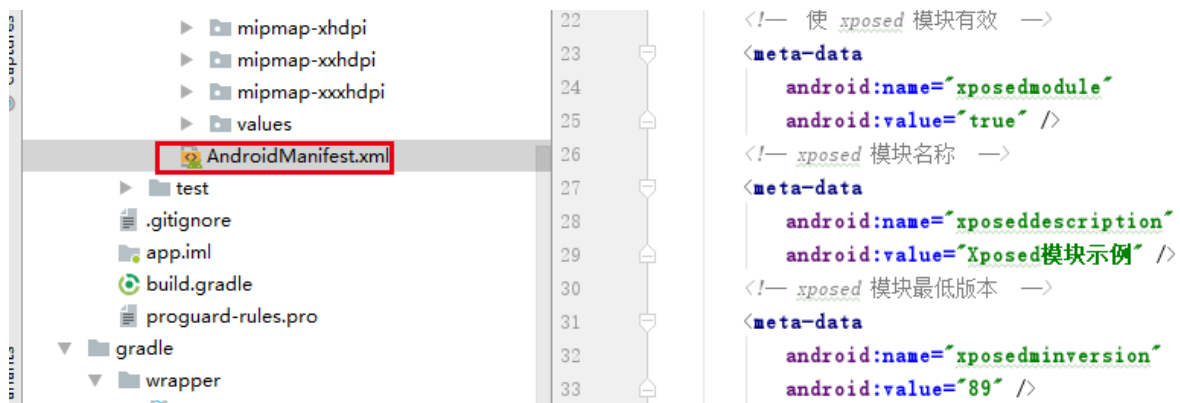 captures
mipmap-xhdpi
mipmap-xxhdpi
mipmap-xxxhdpi
values
AndroidManifest.xml
test
.gitignore
app.iml
build.gradle
proguard-rules.pro
gradle
wrapper
22 <!— 使 xposed 模块有效 —>
23 <meta-data
24 android:name="xposedmodule"
25 android:value="true" />
26 <!— xposed 模块名称 —>
27 <meta-data
28 android:name="xposeddescription"
29 android:value="Xposed模块示例" />
30 <!— xposed 模块最低版本 —>
31 <meta-data
32 android:name="xposedminversion"
33 android:value="89" />